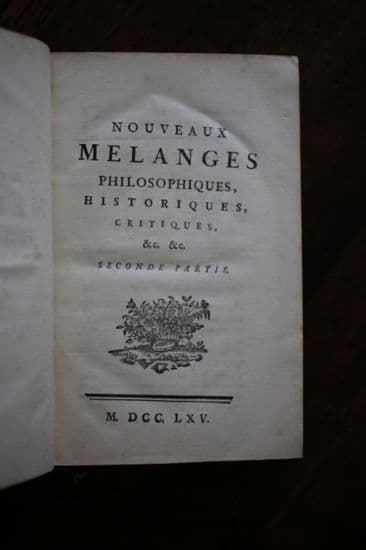 NOUVEAUX
MELANGES
PHILOSOPHIQUES,
HISTORIQUES,
CRITIQUES,
&c. &c.
SECONDE PARTIE.
M. DCC. LXV.